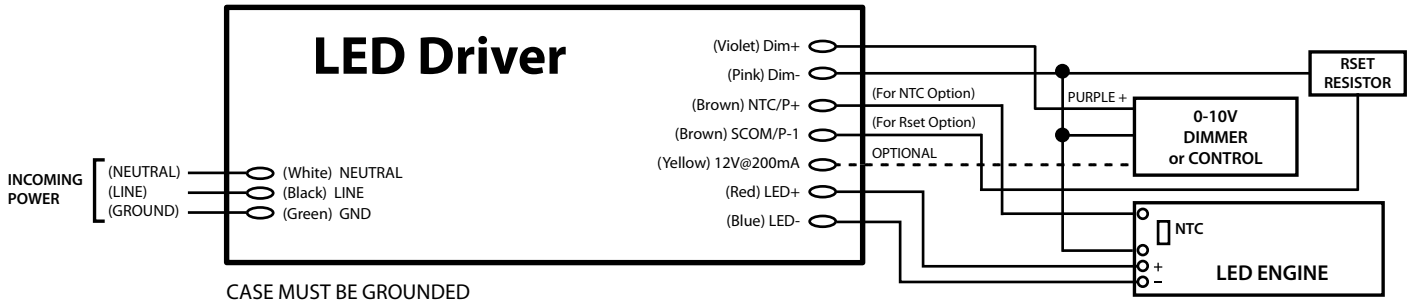 LED Driver
(Violet) Dim+
(Pink) Dim-
(Brown) NTC/P+
(Brown) SCOM/P-1
(Yellow) 12V@200mA
(Red) LED+
(Blue) LED-
(For NTC Option)
(For Rset Option)
OPTIONAL
PURPLE +
RSET
RESISTOR
0-10V
DIMMER
or CONTROL
INCOMING
POWER
(NEUTRAL)
(LINE)
(GROUND)
(White) NEUTRAL
(Black) LINE
(Green) GND
NTC
+
–
LED ENGINE
CASE MUST BE GROUNDED